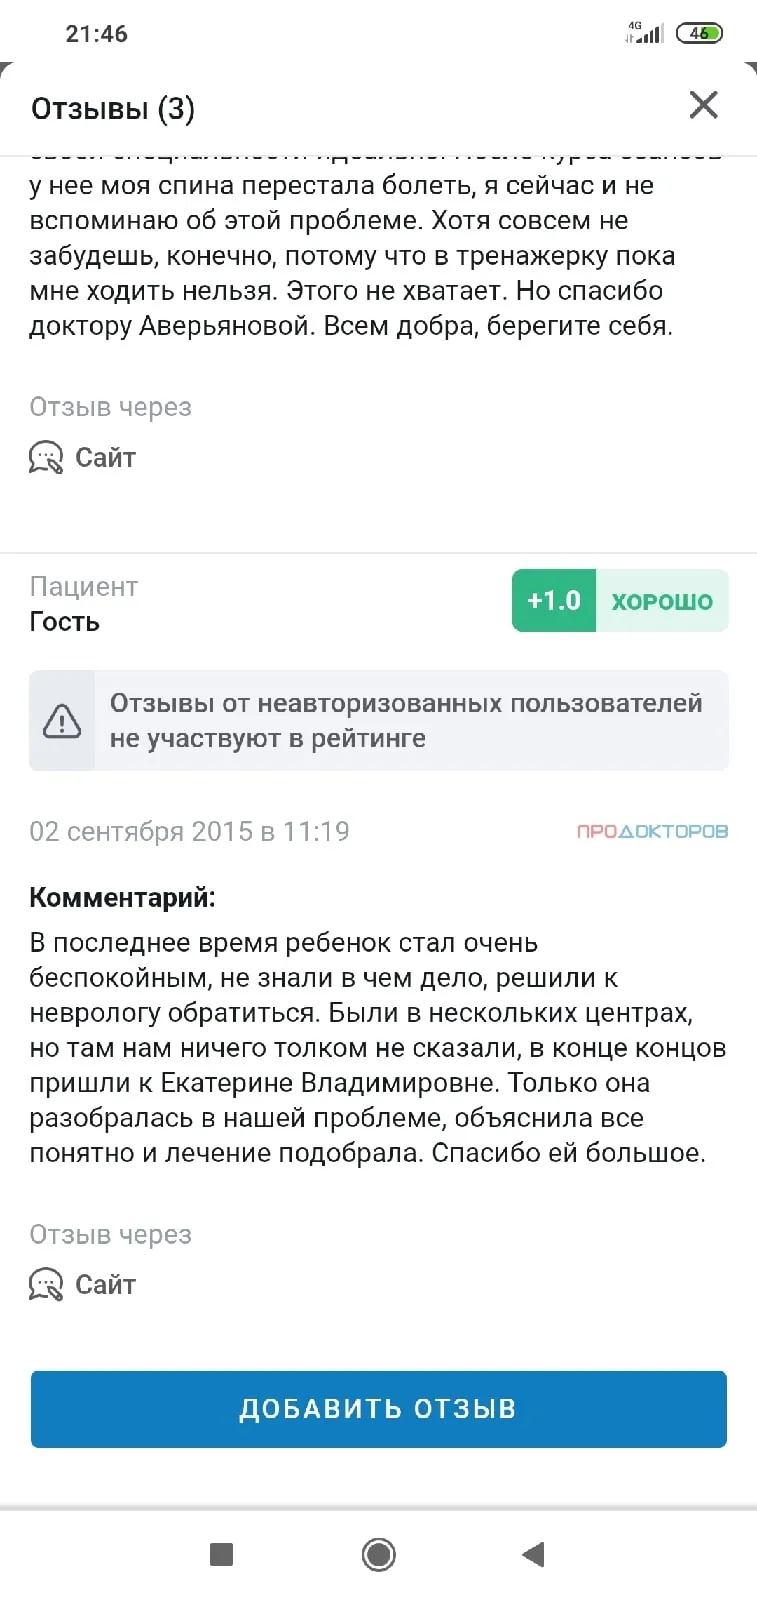 21:46
4G
46
Отзывы (3)
у нее моя спина перестала болеть, я сейчас и не
вспоминаю об этой проблеме. Хотя совсем не
забудешь, конечно, потому что в тренажерку пока
мне ходить нельзя. Этого не хватает. Но спасибо
доктору Аверьяновой. Всем добра, берегите себя.
Отзыв через
Сайт
Пациент
Гость
+1.0 ХОРОШО
Отзывы от неавторизованных пользователей
не участвуют в рейтинге
02 сентября 2015 в 11:19
ПРОДОКТОРОВ
Комментарий:
В последнее время ребенок стал очень
беспокойным, не знали в чем дело, решили к
неврологу обратиться. Были в нескольких центрах,
но там нам ничего толком не сказали, в конце концов
пришли к Екатерине Владимировне. Только она
разобралась в нашей проблеме, объяснила все
понятно и лечение подобрала. Спасибо ей большое.
Отзыв через
Сайт
ДОБАВИТЬ ОТЗЫВ